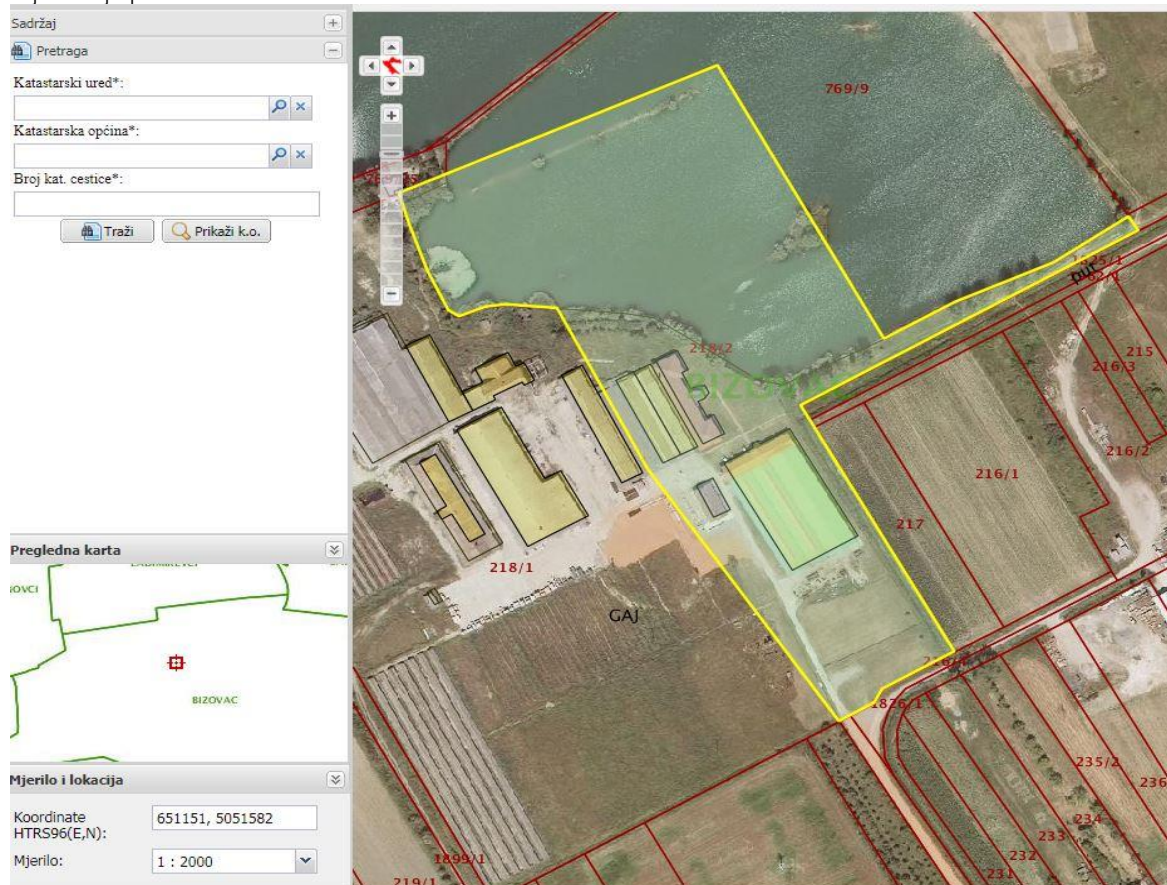 Sadržaj
Pretraga
Katastarski ured*:
Katastarska općina*:
Broj kat. cestice*:
Traži
Prikaži k.o.
Pregledna karta
BIZOVAC
Mjerilo i lokacija
Koordinate
HTRS96(E,N):
651151, 5051582
Mjerilo:
1 : 2000
769/9
218/2
BIZOVAC
put
215
216/3
216/2
216/1
217
218/1
GAJ
1826/1
235/2
236
234
233
232
231
1899/1
219/1